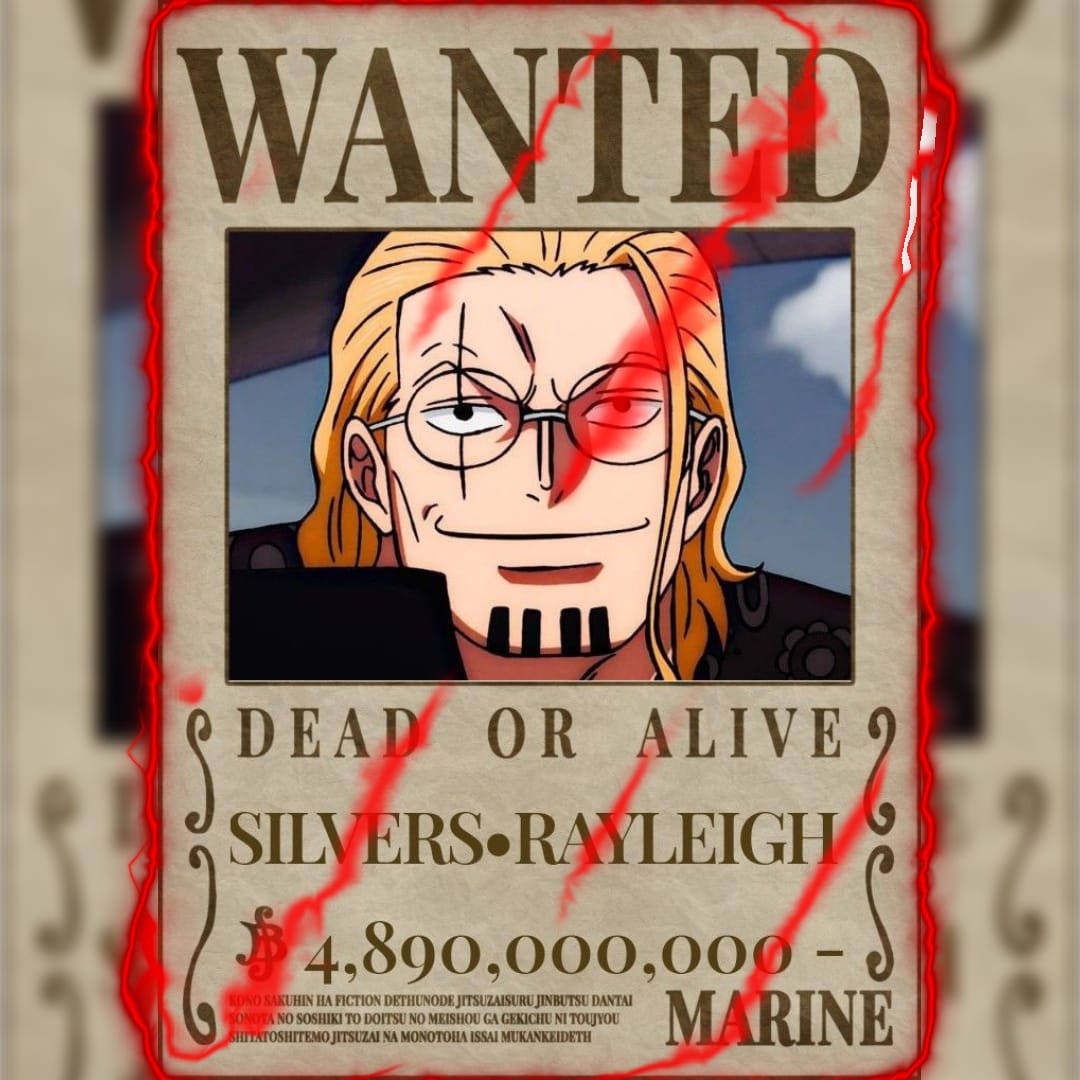 WANTED
DEAD OR ALIVE
SILVERS•RAYLEIGH
฿ 4,890,000,000 -
KONO SAKUHIN HA FICTION DETHUNODE JITSUZAISURU JINBUTSU DANTAI
SONOTA NO SOSHIKI TO DOITSU NO MEISHOU GA GEKICHU NI TOUJYOU
SHITATOSHITEMO JITSUZAI NA MONOTOHA ISSAI MUKANKEIDETH
MARINE